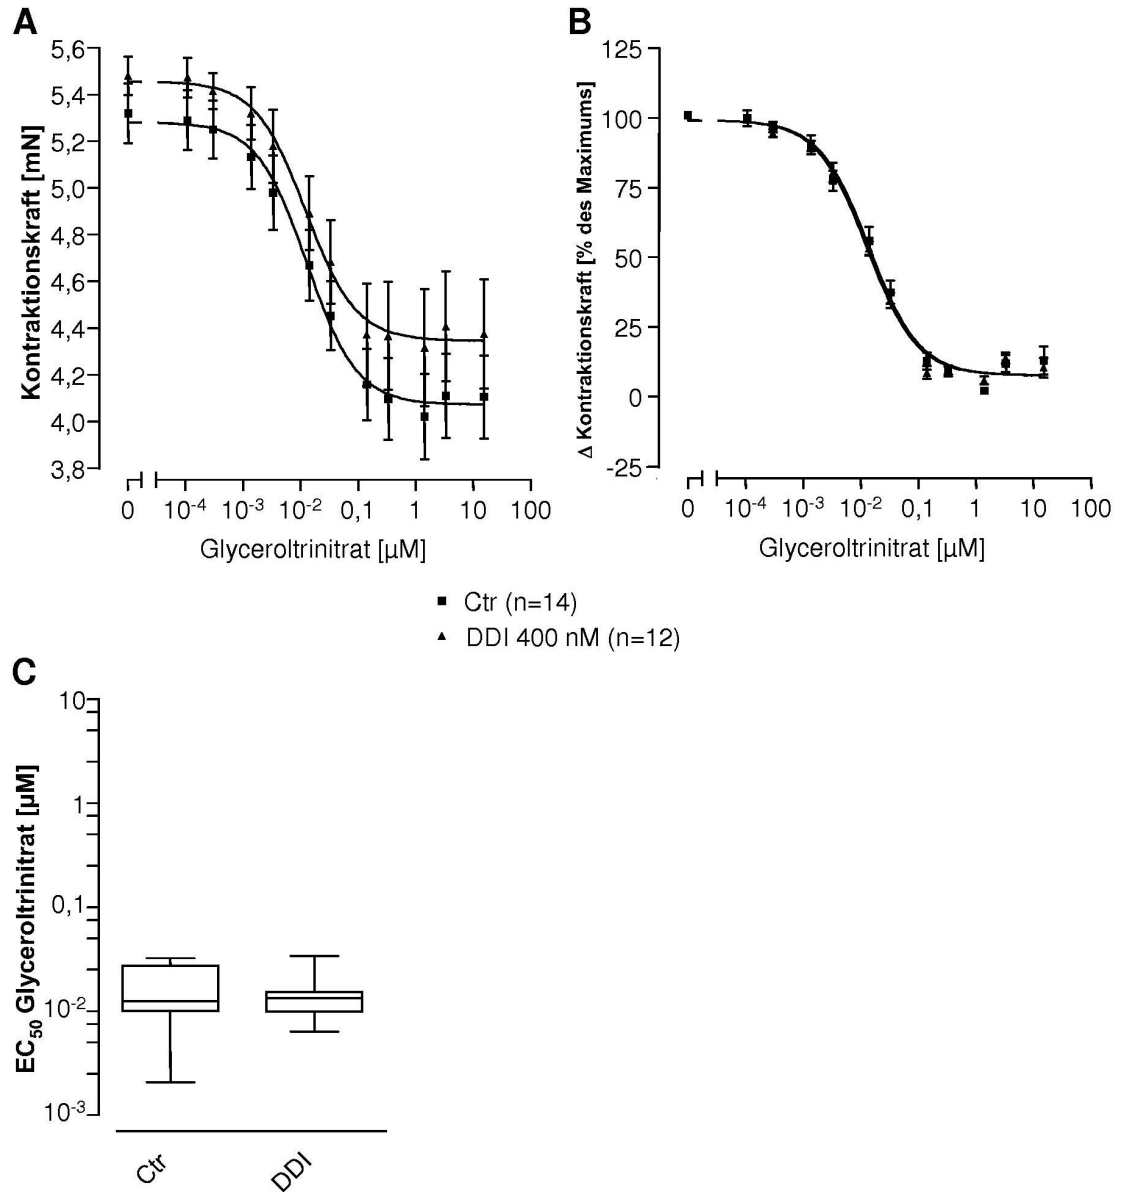 A
Kontraktionskraft [mN]
5,6
5,4
5,2
5,0
4,8
4,6
4,4
4,2
4,0
3,8
0 10-4 10-3 10-2 0,1 1 10 100
Glyceroltrinitrat [µM]
B
Δ Kontraktionskraft [% des Maximums]
125
100
75
50
25
0
-25
0 10-4 10-3 10-2 0,1 1 10 100
Glyceroltrinitrat [µM]
Ctr (n=14)
DDI 400 nM (n=12)
C
EC50 Glyceroltrinitrat [µM]
10
1
0,1
10-2
10-3
Ctr DDI